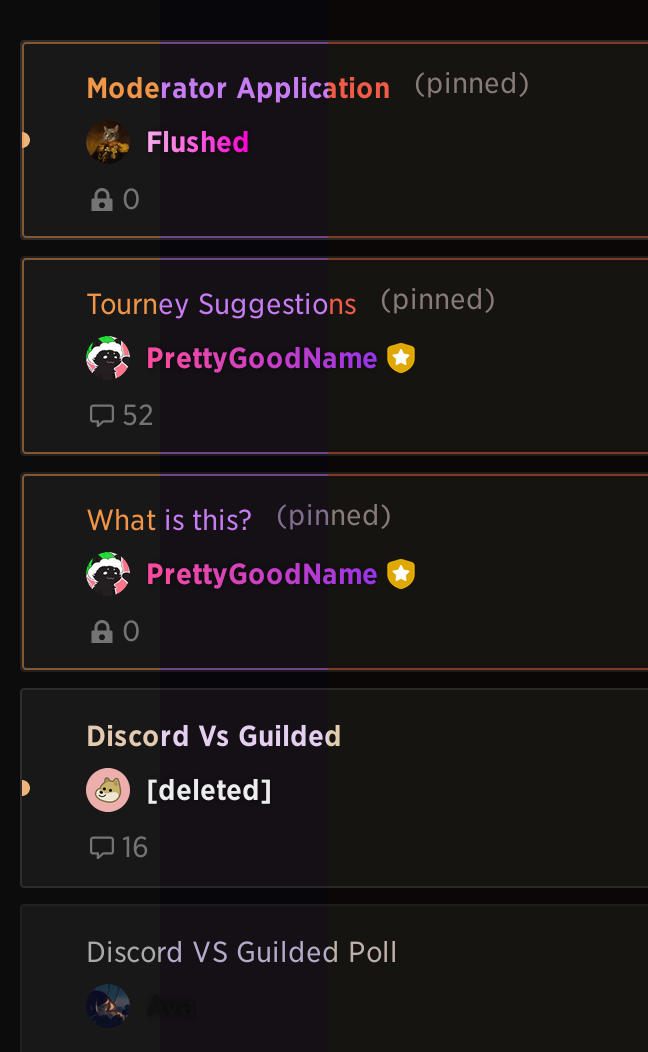 Moderator Application (pinned)
Flushed
0
Tourney Suggestions (pinned)
PrettyGoodName
52
What is this? (pinned)
PrettyGoodName
0
Discord Vs Guilded
[deleted]
16
Discord VS Guilded Poll
Ava